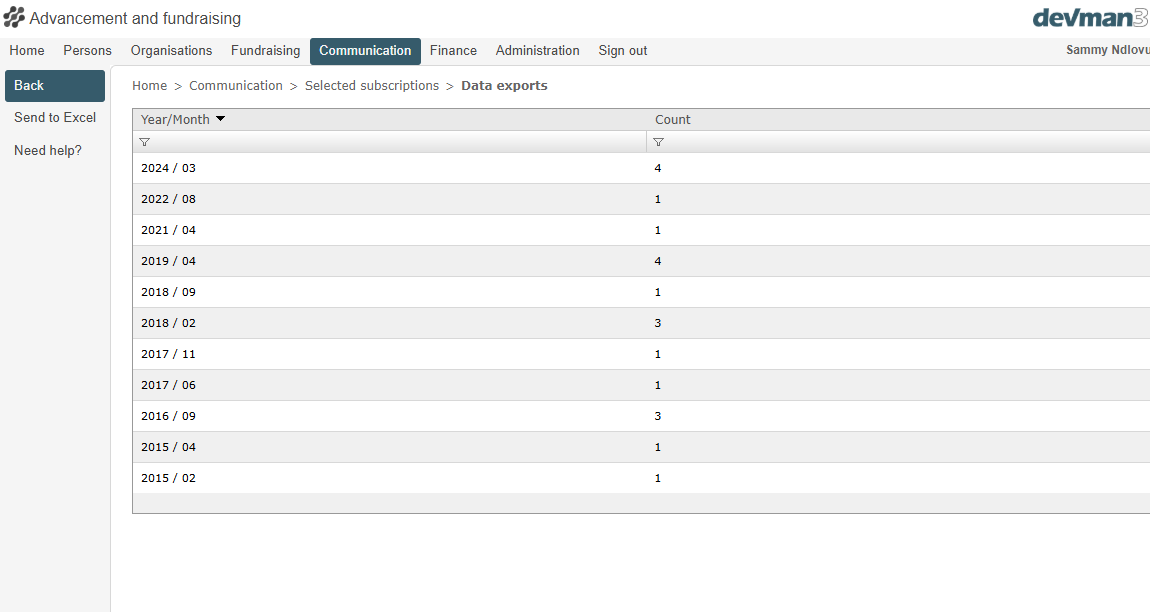 Advancement and fundraising
devman3
Home Persons Organisations Fundraising Communication Finance Administration Sign out
Sammy Ndlovu
Back
Send to Excel
Need help?
Home > Communication > Selected subscriptions > Data exports
Year/Month Count
2024 / 03 4
2022 / 08 1
2021 / 04 1
2019 / 04 4
2018 / 09 1
2018 / 02 3
2017 / 11 1
2017 / 06 1
2016 / 09 3
2015 / 04 1
2015 / 02 1